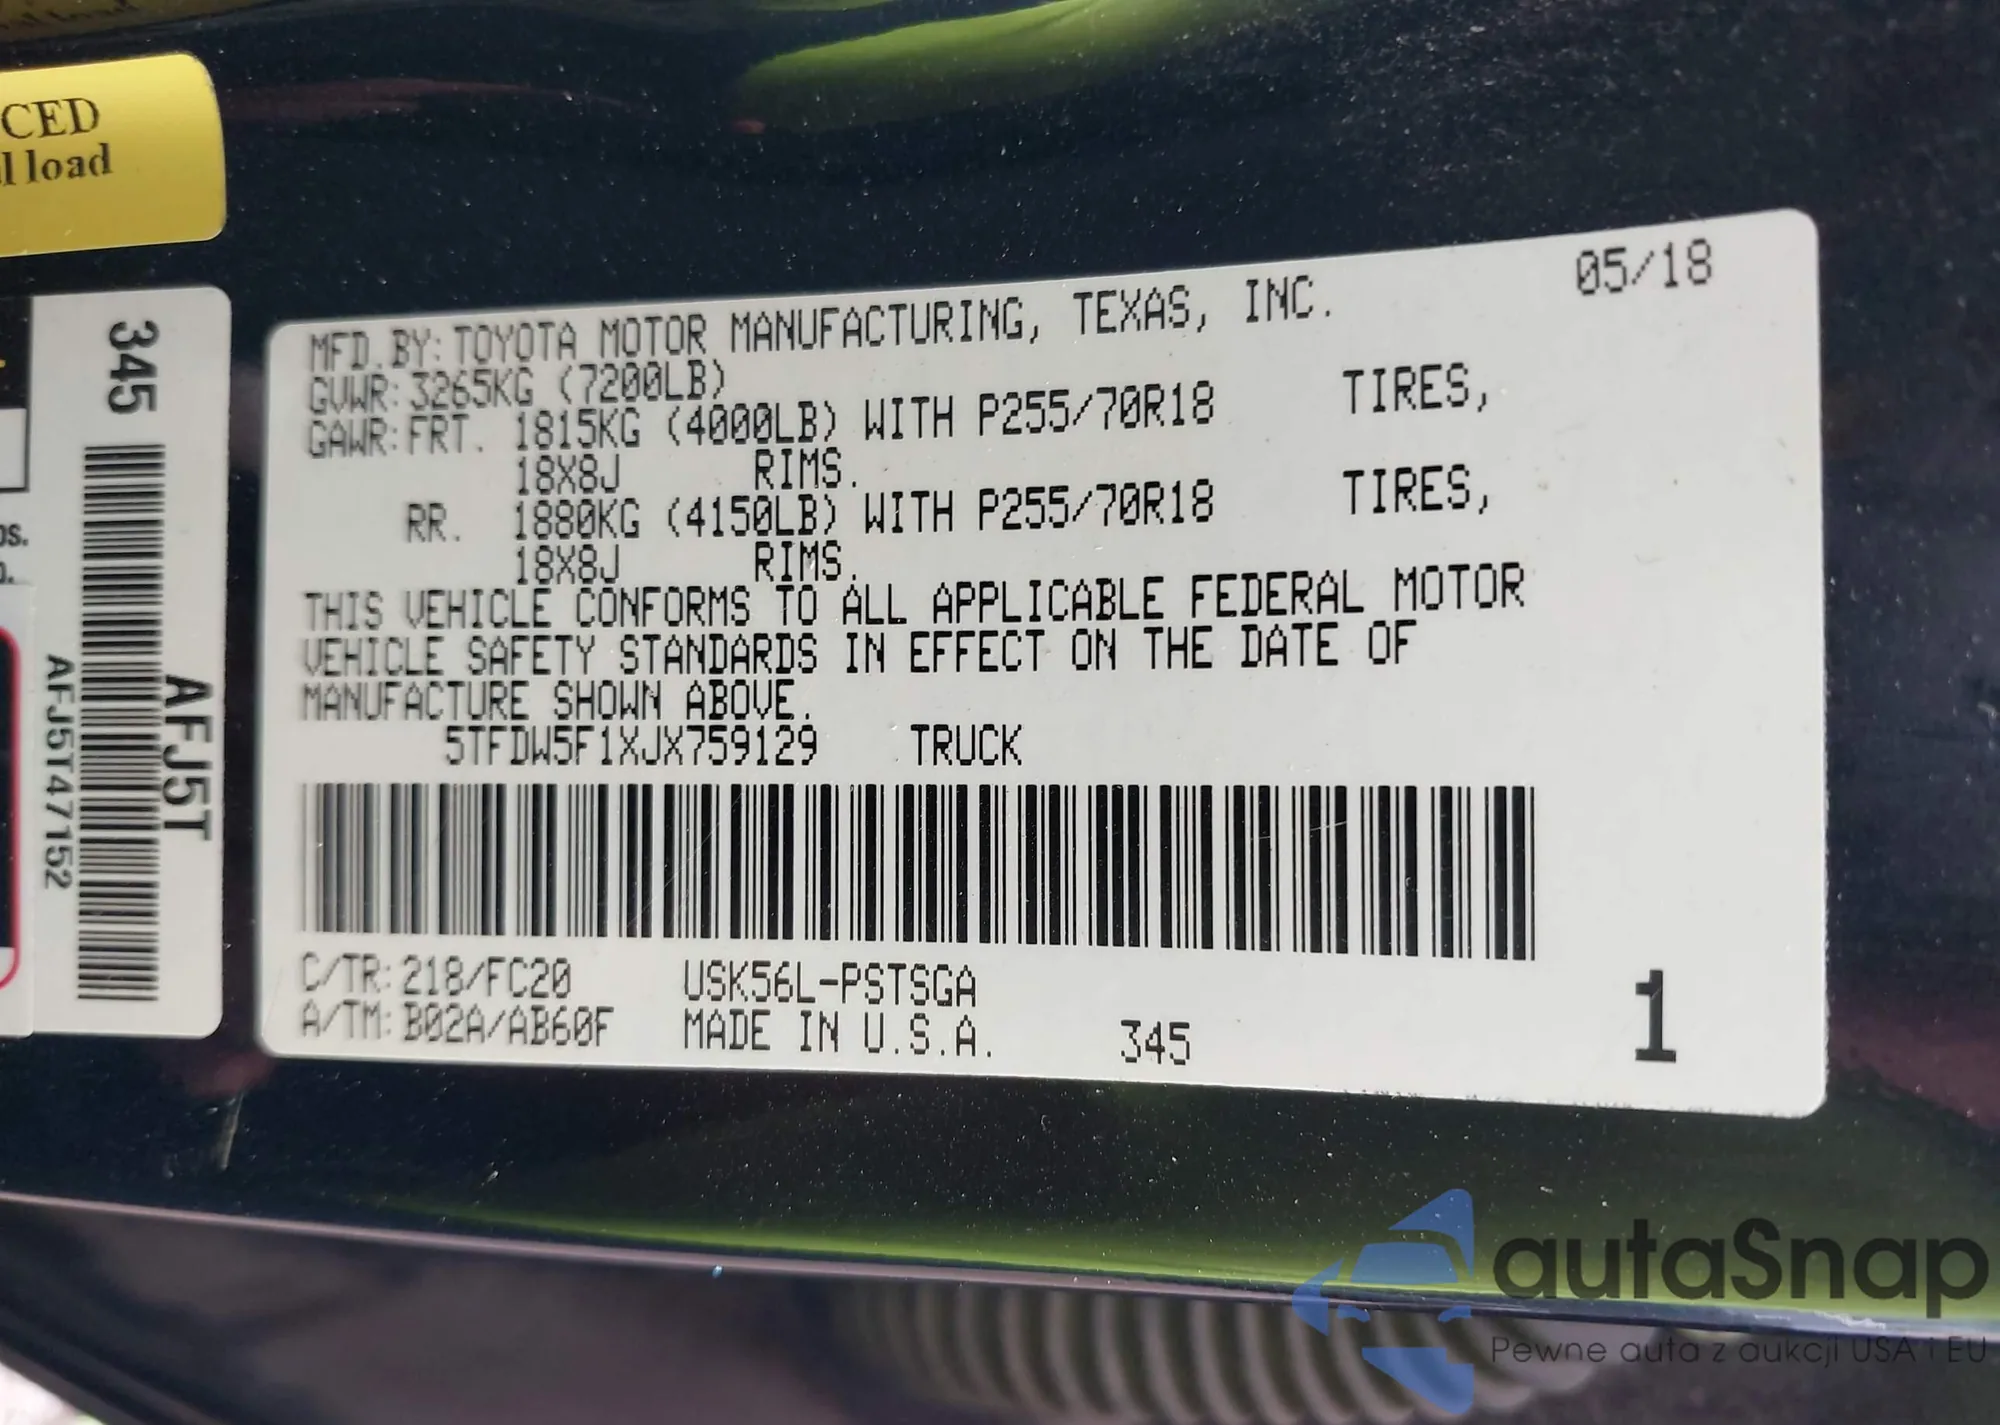 CED
l load
345
AFJ5T
AFJ5T47152
MFD.BY:TOYOTA MOTOR MANUFACTURING, TEXAS, INC. 05/18
GVWR:3265KG (7200LB)
GAWR:FRT. 1815KG (4000LB) WITH P255/70R18 TIRES,
18X8J RIMS.
RR. 1880KG (4150LB) WITH P255/70R18 TIRES,
18X8J RIMS.
THIS VEHICLE CONFORMS TO ALL APPLICABLE FEDERAL MOTOR
VEHICLE SAFETY STANDARDS IN EFFECT ON THE DATE OF
MANUFACTURE SHOWN ABOVE.
5TFDW5F1XJX759129 TRUCK
C/TR:218/FC20 USK56L-PSTSGA
A/TM:B02A/AB60F MADE IN U.S.A. 345
1
autaSnap
Pewne auta z aukcji USA i EU